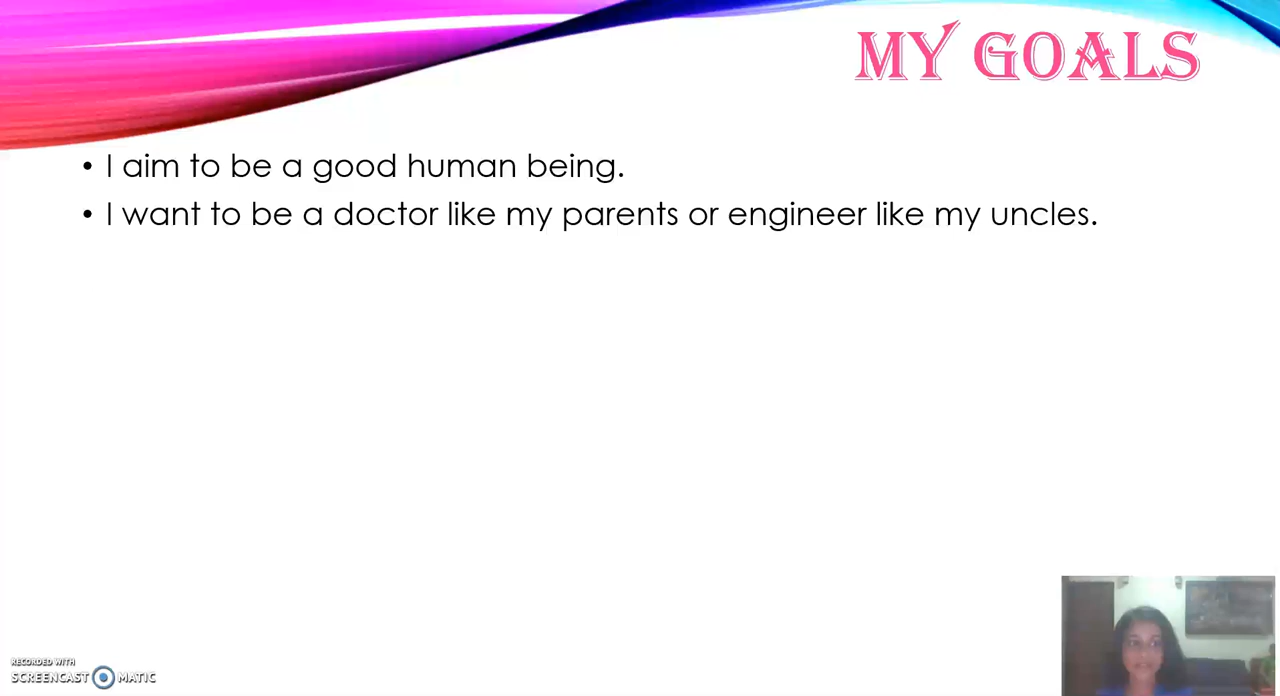 MY GOALS
• I aim to be a good human being.
• I want to be a doctor like my parents or engineer like my uncles.
RECORDED WITH
SCREENCAST MATIC